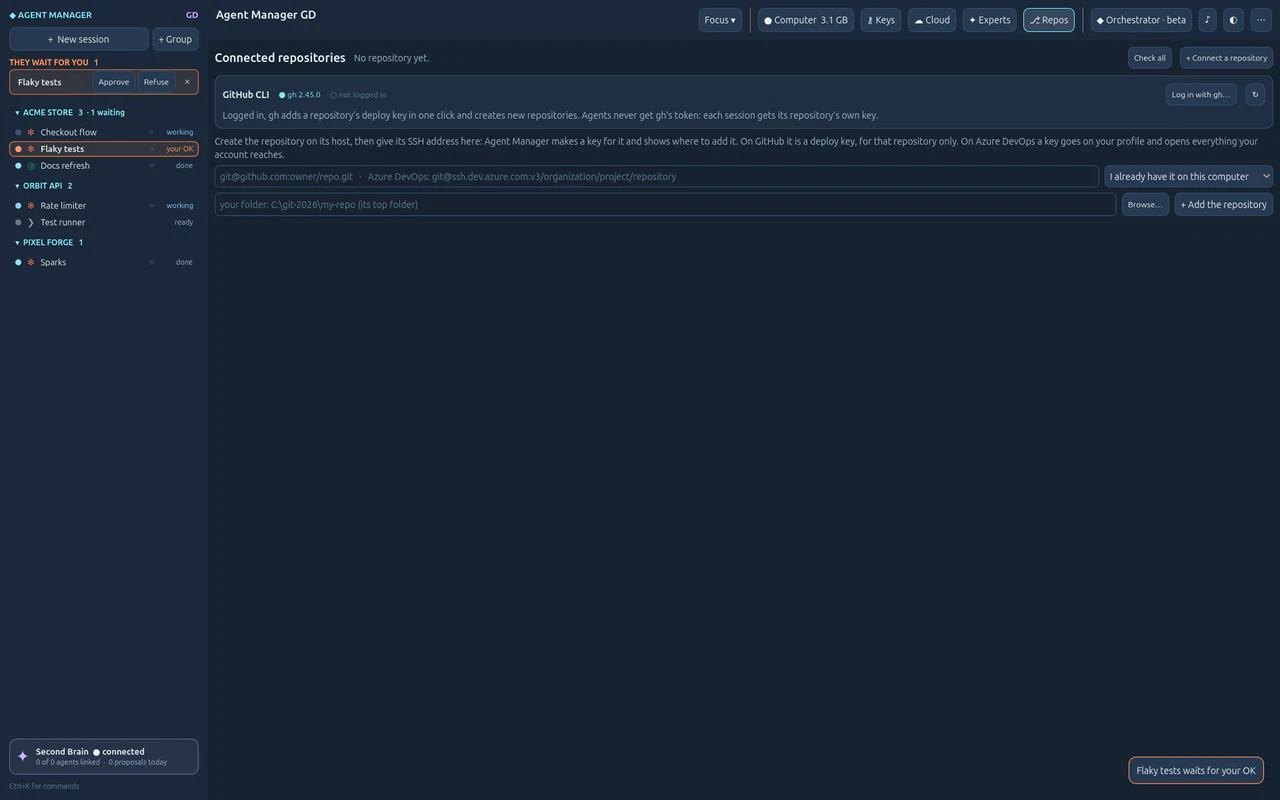 ◆ AGENT MANAGER GD
+ New session
+ Group
THEY WAIT FOR YOU 1
Flaky tests Approve Refuse ×
▾ ACME STORE 3 · 1 waiting
Checkout flow working
Flaky tests your OK
Docs refresh done
▾ ORBIT API 2
Rate limiter working
Test runner ready
▾ PIXEL FORGE 1
Sparks done
Second Brain ● connected
0 of 0 agents linked · 0 proposals today
Ctrl+K for commands
Agent Manager GD
Focus ▾
Computer 3.1 GB
Keys
Cloud
Experts
Repos
◆ Orchestrator · beta
Connected repositories No repository yet.
Check all
+ Connect a repository
GitHub CLI gh 2.45.0 not logged in
Log in with gh…
Logged in, gh adds a repository's deploy key in one click and creates new repositories. Agents never get gh's token: each session gets its repository's own key.
Create the repository on its host, then give its SSH address here: Agent Manager makes a key for it and shows where to add it. On GitHub it is a deploy key, for that repository only. On Azure DevOps a key goes on your profile and opens everything your
account reaches.
git@github.com:owner/repo.git · Azure DevOps: git@ssh.dev.azure.com:v3/organization/project/repository
I already have it on this computer
your folder: C:\git-2026\my-repo (its top folder)
Browse…
+ Add the repository
Flaky tests waits for your OK